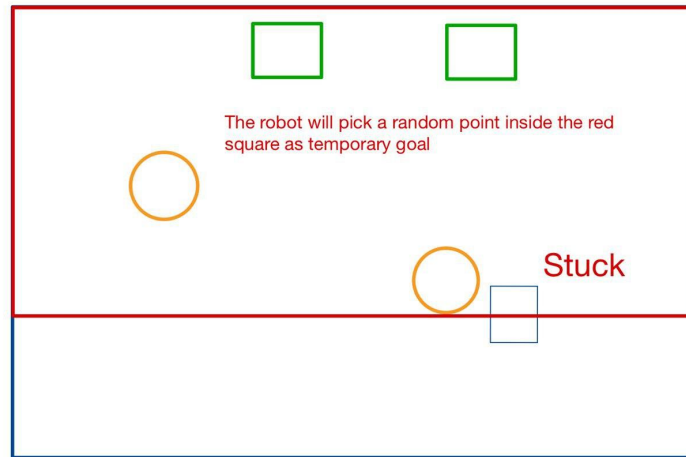 The robot will pick a random point inside the red
square as temporary goal
Stuck